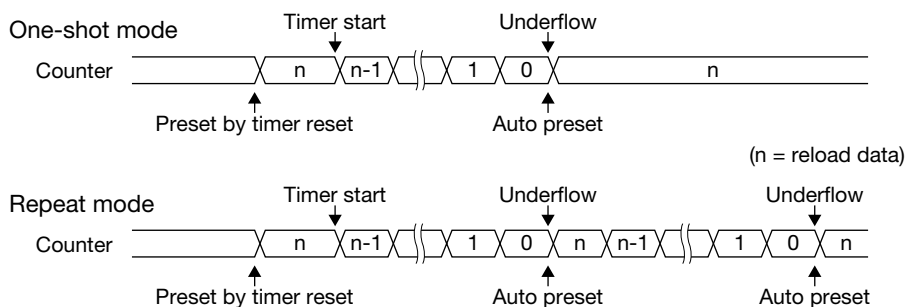 Timer start Underflow
One-shot mode
Counter n n-1 1 0 n
Preset by timer reset Auto preset
(n = reload data)
Timer start Underflow Underflow
Repeat mode
Counter n n-1 1 0 n n-1 1 0 n
Preset by timer reset Auto preset Auto preset